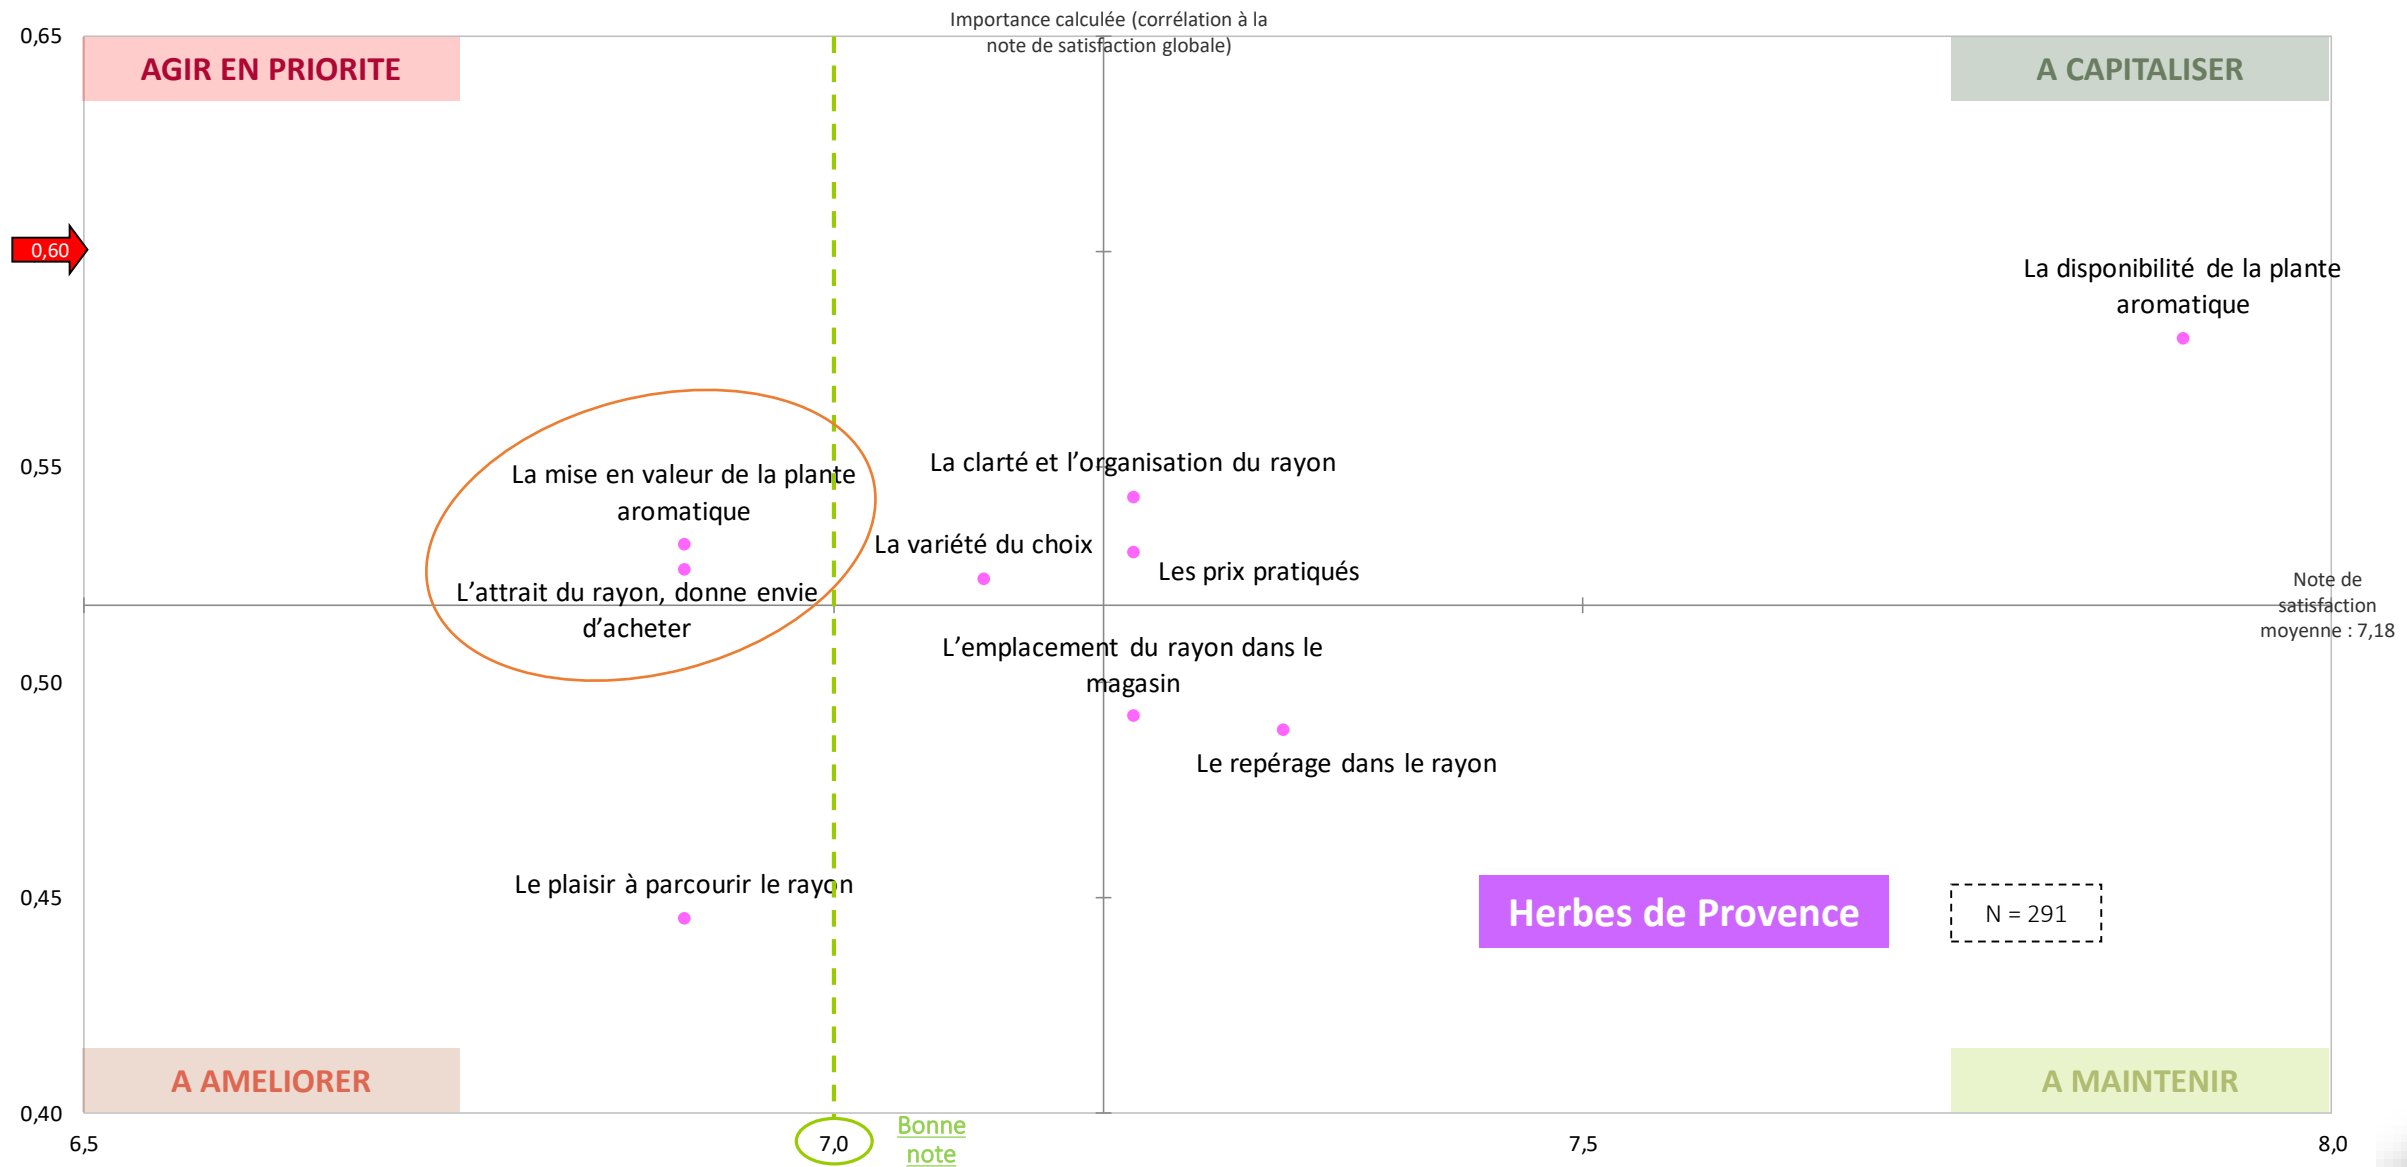 Importance calculée (corrélation à la
note de satisfaction globale)
0,65
AGIR EN PRIORITE
A CAPITALISER
0,60
La disponibilité de la plante
aromatique
0,55
La mise en valeur de la plante
aromatique
La clarté et l’organisation du rayon
La variété du choix
Les prix pratiqués
L’attrait du rayon, donne envie
d’acheter
Note de
satisfaction
moyenne : 7,18
L’emplacement du rayon dans le
magasin
0,50
Le repérage dans le rayon
Le plaisir à parcourir le rayon
0,45
Herbes de Provence
N = 291
A AMELIORER
A MAINTENIR
0,40
6,5
7,0
Bonne
note
7,5
8,0